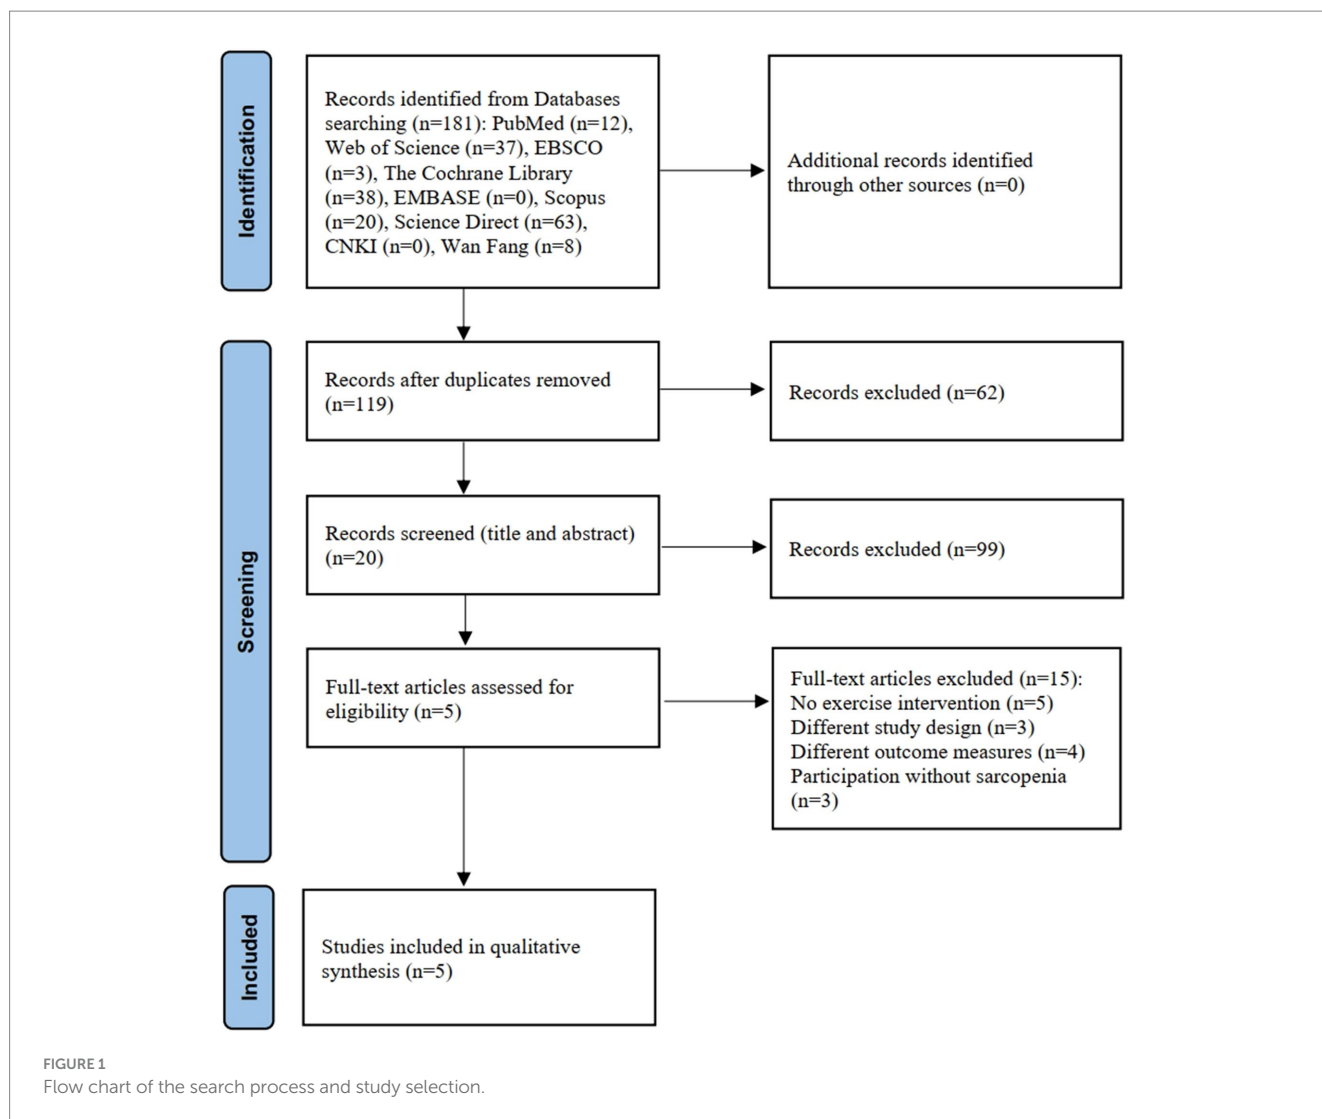 Identification
Records identified from Databases
searching (n=181): PubMed (n=12),
Web of Science (n=37), EBSCO
(n=3), The Cochrane Library
(n=38), EMBASE (n=0), Scopus
(n=20), Science Direct (n=63),
CNKI (n=0), Wan Fang (n=8)
Additional records identified
through other sources (n=0)
Screening
Records after duplicates removed
(n=119)
Records excluded (n=62)
Records screened (title and abstract)
(n=20)
Records excluded (n=99)
Full-text articles assessed for
eligibility (n=5)
Full-text articles excluded (n=15):
No exercise intervention (n=5)
Different study design (n=3)
Different outcome measures (n=4)
Participation without sarcopenia
(n=3)
Included
Studies included in qualitative
synthesis (n=5)
FIGURE 1
Flow chart of the search process and study selection.